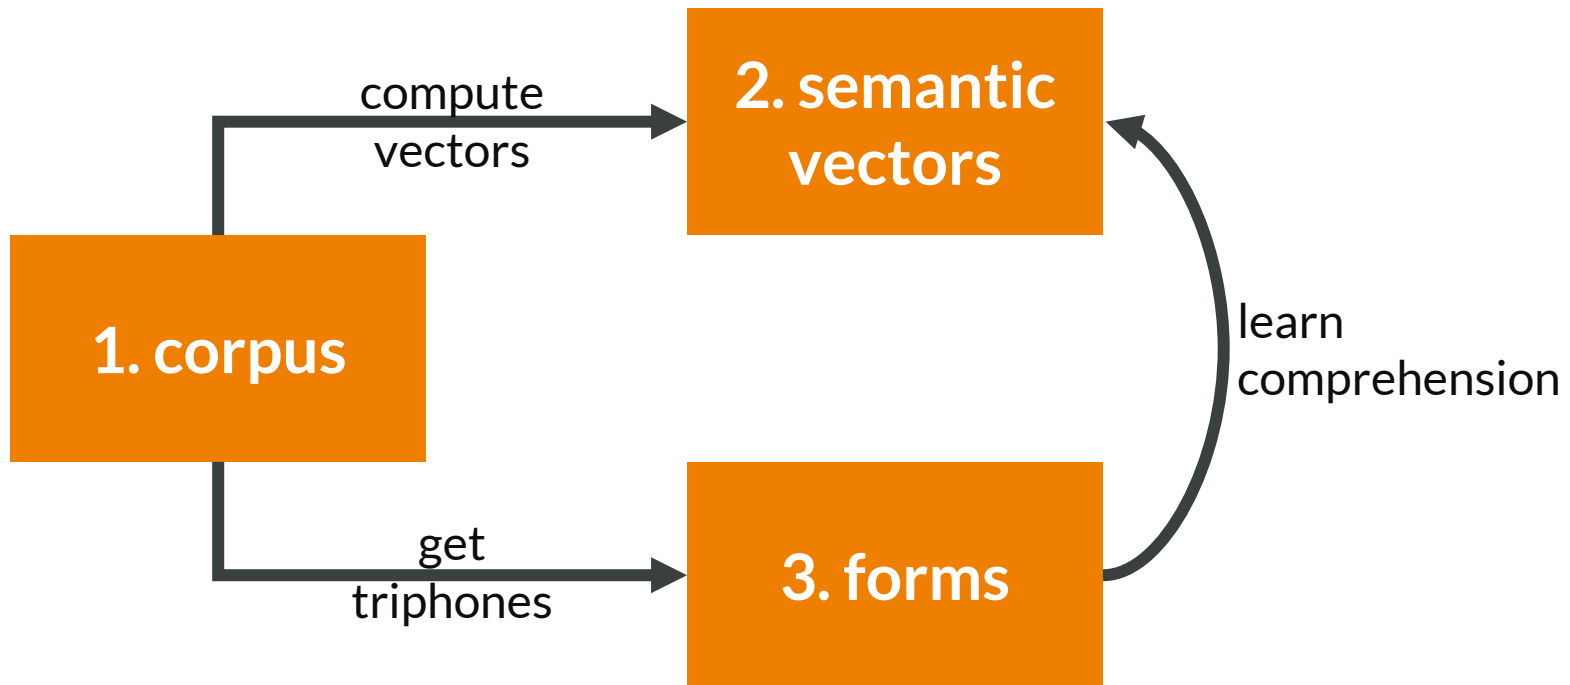 compute
vectors
2. semantic
vectors
1. corpus
learn
comprehension
get
triphones
3. forms